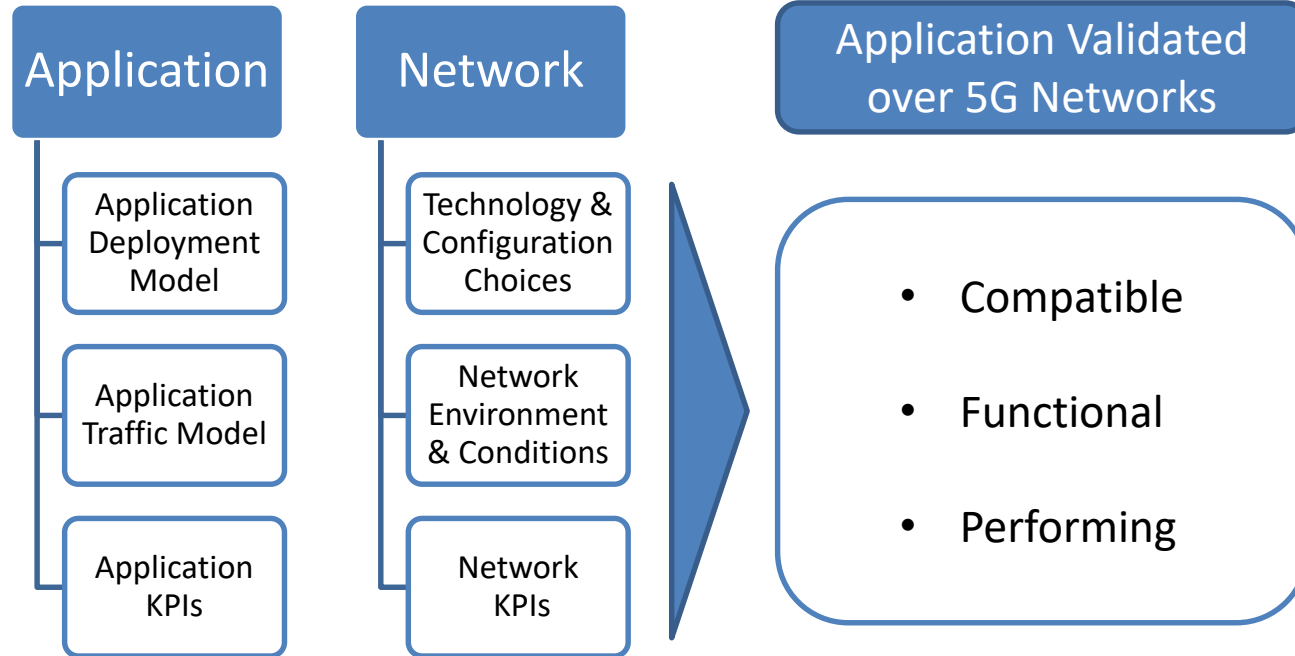 Application
Application
Deployment
Model
Application
Traffic Model
Application
KPIs
Network
Technology &
Configuration
Choices
Network
Environment
& Conditions
Network
KPIs
Application Validated
over 5G Networks
• Compatible
• Functional
• Performing